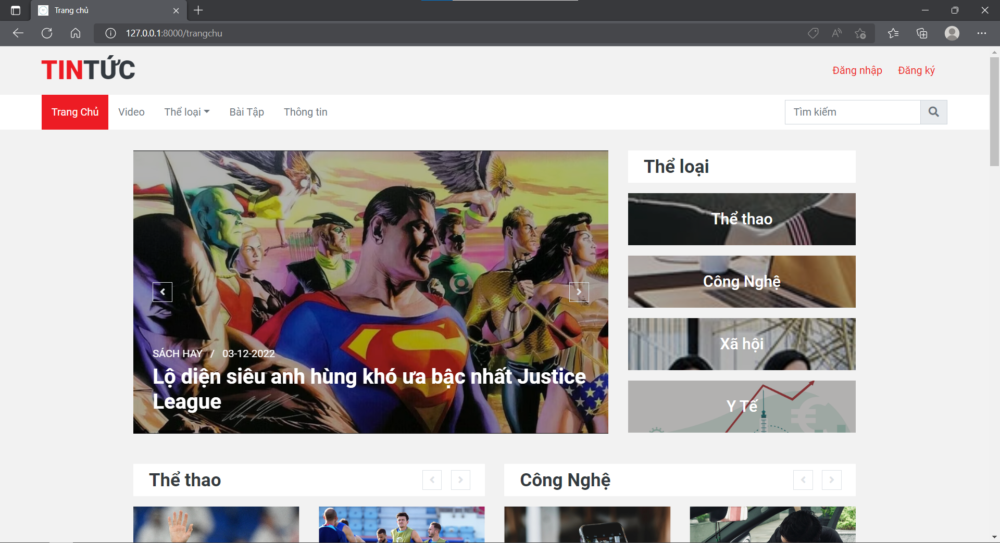 Trang chủ
127.0.0.1:8000/trangchu
TINTỨC
Đăng nhập Đăng ký
Trang Chủ Video Thể loại Bài Tập Thông tin Tìm kiếm
Thể loại
Thể thao
Công Nghệ
Xã hội
Y Tế
SÁCH HAY / 03-12-2022
Lộ diện siêu anh hùng khó ưa bậc nhất Justice
League
Thể thao
Công Nghệ